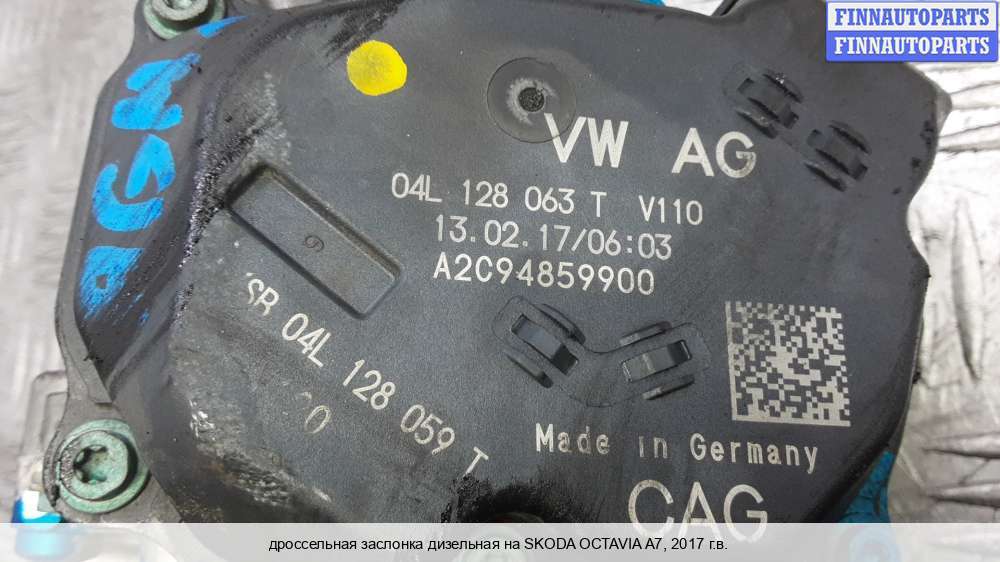 FINNAUTOPARTS
FINNAUTOPARTS
VW AG
04L 128 063 T V110
13.02.17/06:03
A2C94859900
SR 04L 128 059 T
Made in Germany
CAG
дроссельная заслонка дизельная на SKODA OCTAVIA A7, 2017 г.в.